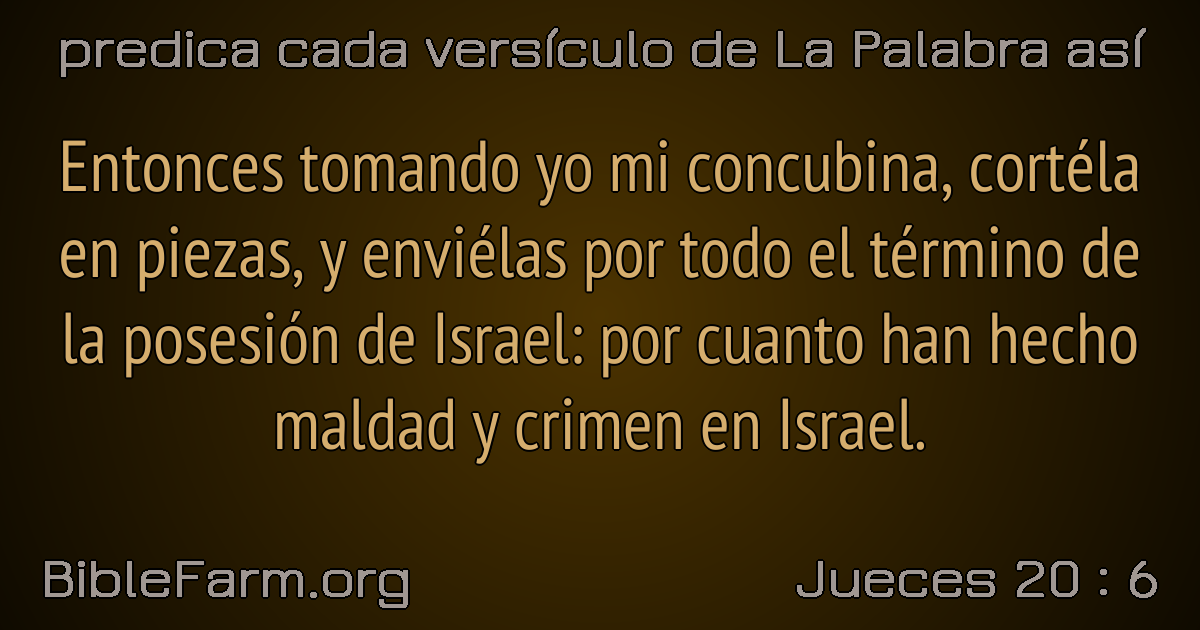 predica cada versículo de La Palabra así
Entonces tomando yo mi concubina, cortéla
en piezas, y enviélas por todo el término de
la posesión de Israel: por cuanto han hecho
maldad y crimen en Israel.
BibleFarm.org
Jueces 20 : 6